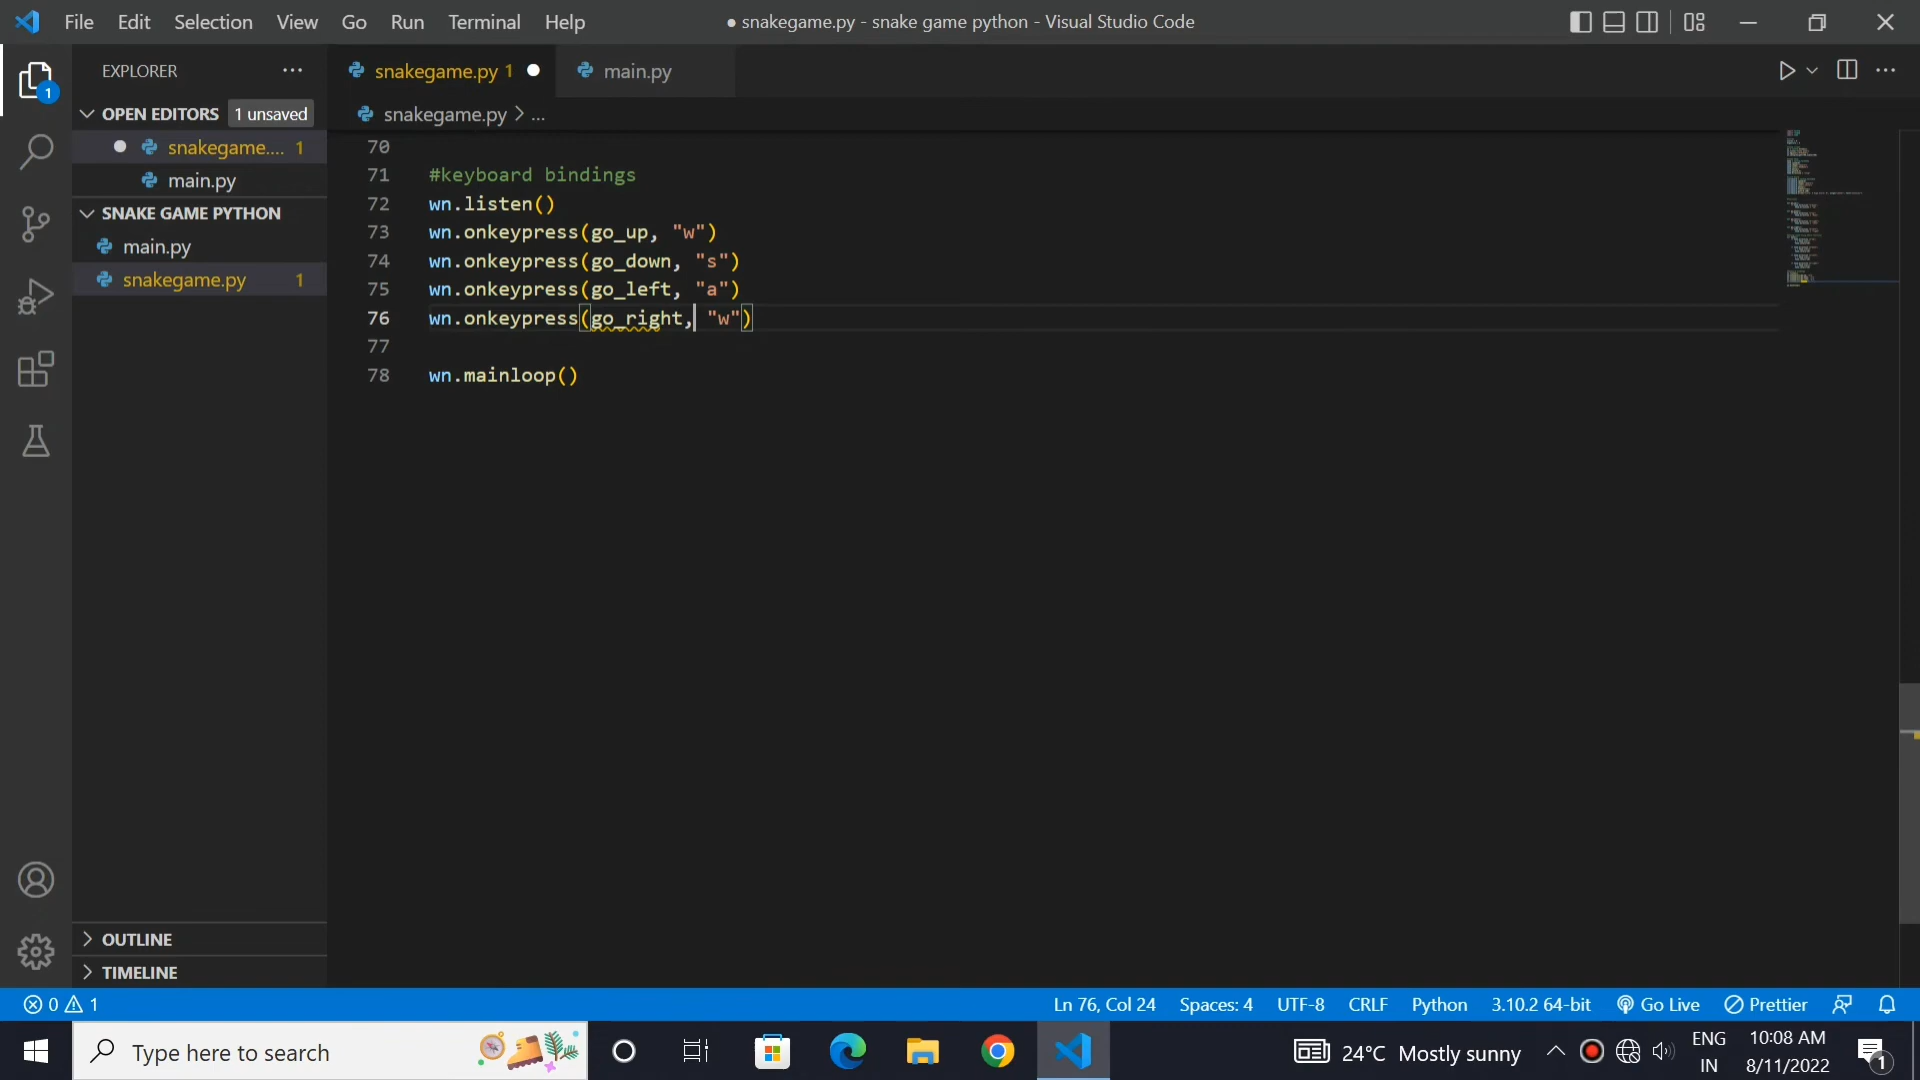 File Edit Selection View Go Run Terminal Help
● snakegame.py - snake game python - Visual Studio Code
EXPLORER
snakegame.py 1
main.py
OPEN EDITORS 1 unsaved
snakegame.... 1
main.py
SNAKE GAME PYTHON
main.py
snakegame.py 1
OUTLINE
TIMELINE
1
snakegame.py > ...
70
71 #keyboard bindings
72 wn.listen()
73 wn.onkeypress(go_up, "w")
74 wn.onkeypress(go_down, "s")
75 wn.onkeypress(go_left, "a")
76 wn.onkeypress(go_right, "w")
77
78 wn.mainloop()
0 1
Ln 76, Col 24 Spaces: 4 UTF-8 CRLF Python 3.10.2 64-bit Go Live Prettier
Type here to search
24°C Mostly sunny
ENG
IN
10:08 AM
8/11/2022
1